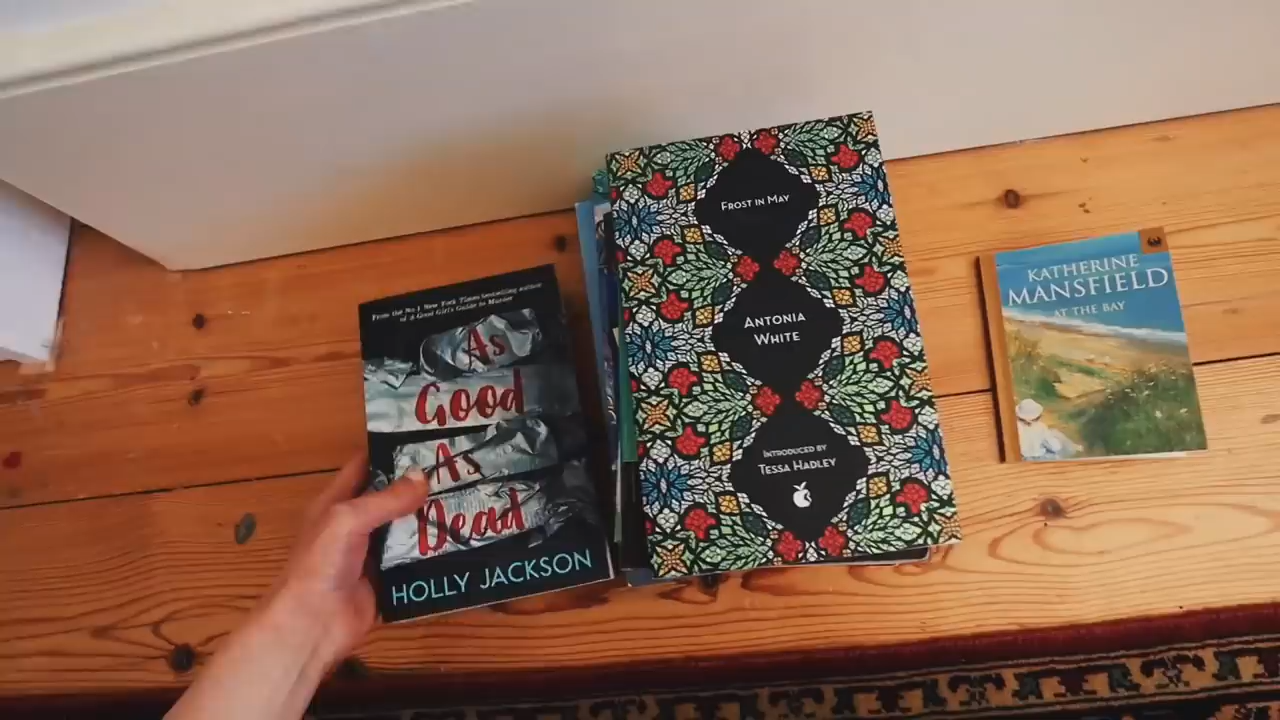 From the No.1 New York Times bestselling author
of A Good Girl's Guide to Murder
As
Good
As
Dead
HOLLY JACKSON
FROST IN MAY
ANTONIA
WHITE
INTRODUCED BY
TESSA HADLEY
KATHERINE
MANSFIELD
AT THE BAY